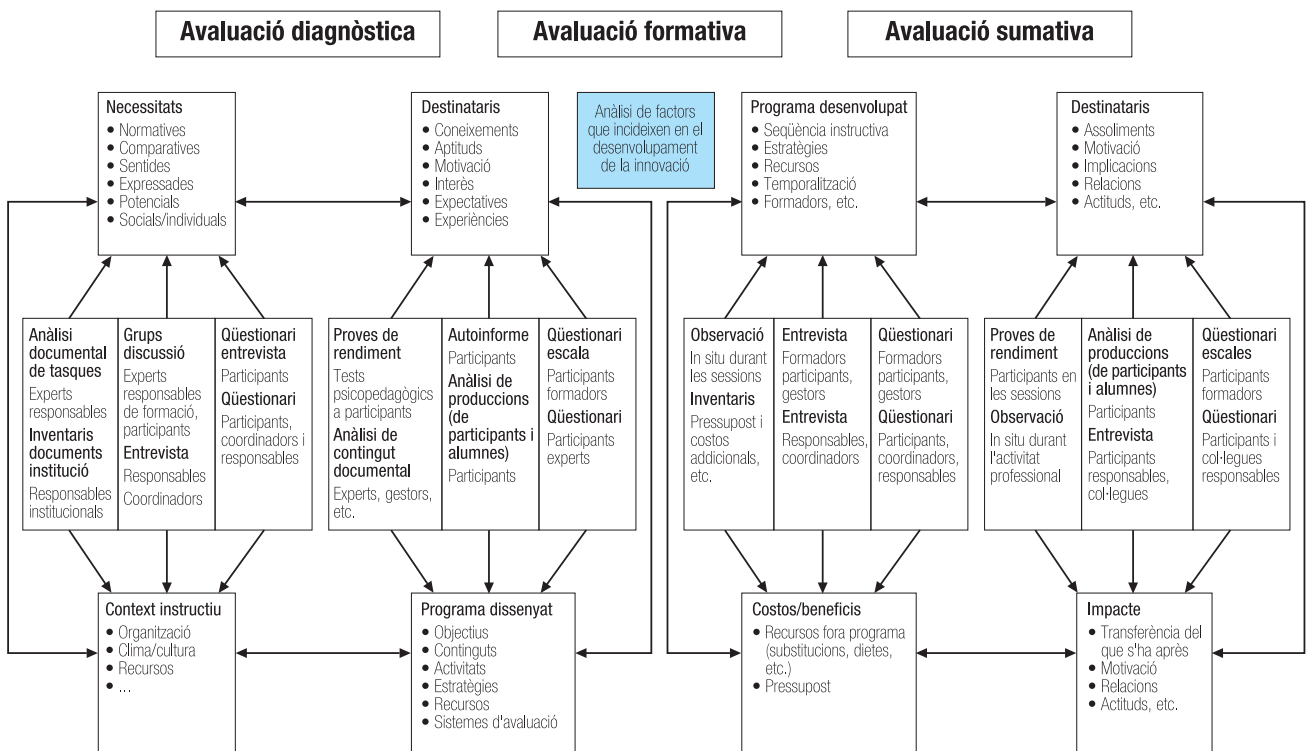 Avaluació diagnòstica
Avaluació formativa
Avaluació sumativa
Necessitats
• Normatives
• Comparatives
• Sentides
• Expressades
• Potencials
• Socials/individuals
Destinataris
• Coneixements
• Aptituds
• Motivació
• Interès
• Expectatives
• Experiències
Anàlisi de factors
que incideixen en el
desenvolupament
de la innovació
Programa desenvolupat
• Seqüència instructiva
• Estratègies
• Recursos
• Temporalització
• Formadors, etc.
Destinataris
• Assoliments
• Motivació
• Implicacions
• Relacions
• Actituds, etc.
Anàlisi
documental
de tasques
Experts
responsables
Inventaris
documents
institució
Responsables
institucionals
Grups
discussió
Experts
responsables
de formació,
participants
Entrevista
Responsables
Coordinadors
Qüestionari
entrevista
Participants
Qüestionari
Participants,
coordinadors i
responsables
Proves de
rendiment
Tests
psicopedagògics
a participants
Anàlisi de
contingut
documental
Experts, gestors,
etc.
Autoinforme
Participants
Anàlisi de
produccions
(de
participants i
alumnes)
Participants
Qüestionari
escala
Participants
formadors
Qüestionari
Participants
experts
Observació
In situ durant
les sessions
Inventaris
Pressupost i
costos
addicionals,
etc.
Entrevista
Formadors
participants,
gestors
Entrevista
Responsables,
coordinadors
Qüestionari
Formadors
participants,
gestors
Qüestionari
Participants,
coordinadors,
responsables
Proves de
rendiment
Participants en
les sessions
Observació
In situ durant
l'activitat
professional
Anàlisi de
produccions
(de participants
i alumnes)
Participants
Entrevista
Participants
responsables,
col·legues
Qüestionari
escales
Participants
formadors
Qüestionari
Participants i
col·legues
responsables
Context instructiu
• Organització
• Clima/cultura
• Recursos
• ...
Programa dissenyat
• Objectius
• Continguts
• Activitats
• Estratègies
• Recursos
• Sistemes d'avaluació
Costos/beneficis
• Recursos fora programa
(substitucions, dietes,
etc.)
• Pressupost
Impacte
• Transferència del
que s'ha après
• Motivació
• Relacions
• Actituds, etc.